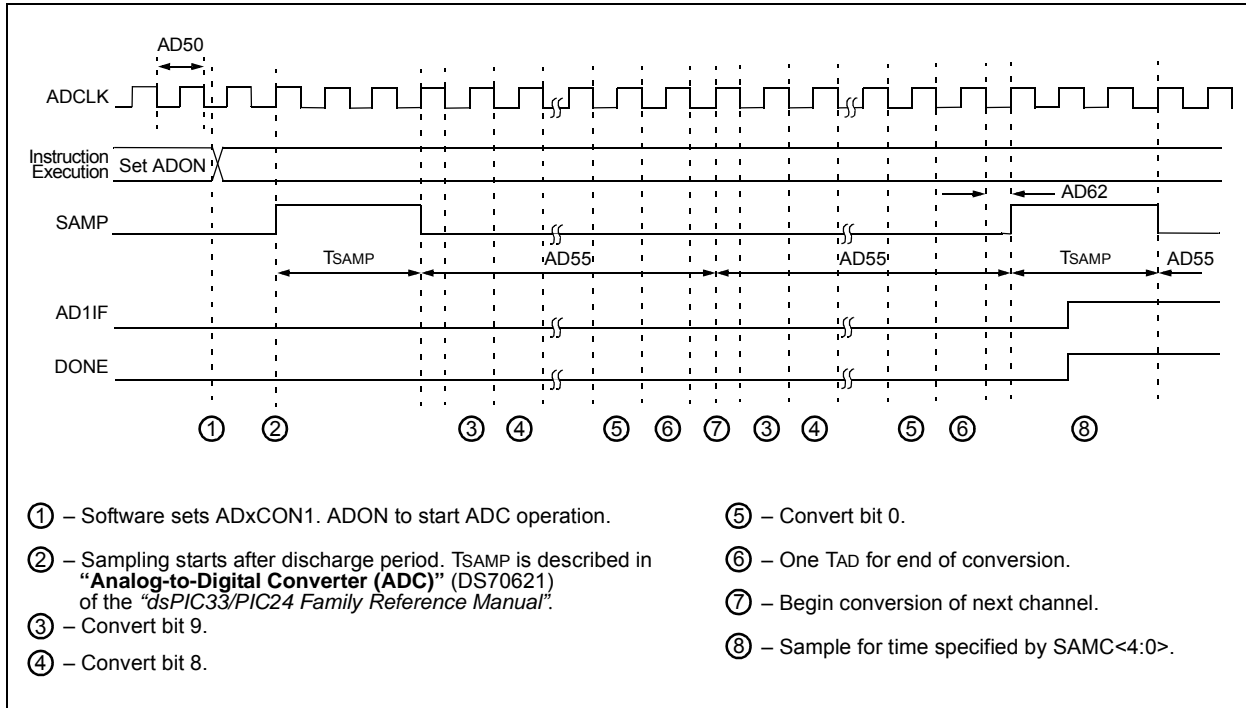 AD50
ADCLK
Instruction
Execution
Set ADON
AD62
SAMP
TSAMP
AD55
AD55
TSAMP
AD55
AD1IF
DONE
1 2 3 4 5 6 7 3 4 5 6 8
1 – Software sets ADxCON1. ADON to start ADC operation.
2 – Sampling starts after discharge period. TSAMP is described in
“Analog-to-Digital Converter (ADC)” (DS70621)
of the “dsPIC33/PIC24 Family Reference Manual”.
3 – Convert bit 9.
4 – Convert bit 8.
5 – Convert bit 0.
6 – One TAD for end of conversion.
7 – Begin conversion of next channel.
8 – Sample for time specified by SAMC<4:0>.